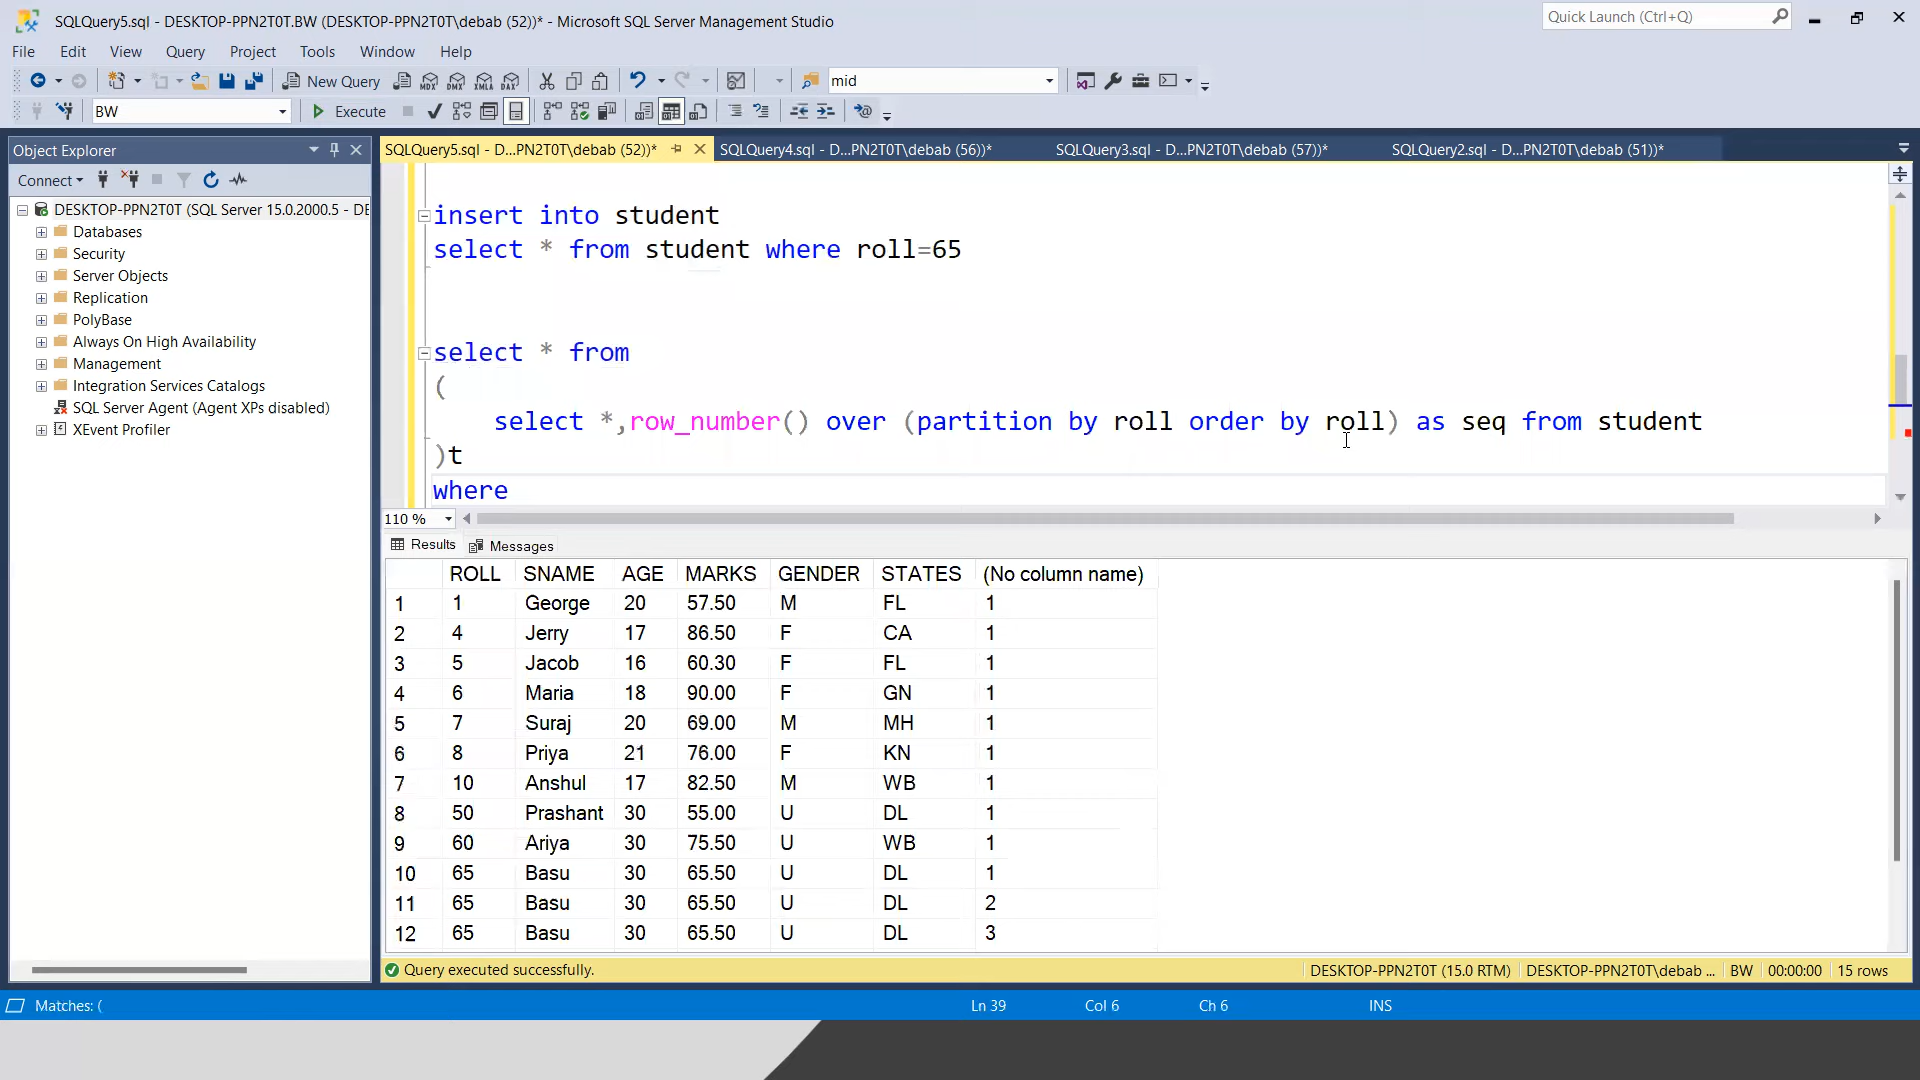 SQLQuery5.sql - DESKTOP-PPN2T0T.BW (DESKTOP-PPN2T0T\debab (52))* - Microsoft SQL Server Management Studio
Quick Launch (Ctrl+Q)
File Edit View Query Project Tools Window Help
New Query MDX DMX XMLA DAX mid
BW Execute
Object Explorer
SQLQuery5.sql - D...PN2T0T\debab (52))* SQLQuery4.sql - D...PN2T0T\debab (56))* SQLQuery3.sql - D...PN2T0T\debab (57))* SQLQuery2.sql - D...PN2T0T\debab (51))*
Connect
DESKTOP-PPN2T0T (SQL Server 15.0.2000.5 - DE
Databases
Security
Server Objects
Replication
PolyBase
Always On High Availability
Management
Integration Services Catalogs
SQL Server Agent (Agent XPs disabled)
XEvent Profiler
insert into student
select * from student where roll=65
select * from
(
select *,row_number() over (partition by roll order by roll) as seq from student
)t
where
110 %
Results Messages
ROLL SNAME AGE MARKS GENDER STATES (No column name)
1 1 George 20 57.50 M FL 1
2 4 Jerry 17 86.50 F CA 1
3 5 Jacob 16 60.30 F FL 1
4 6 Maria 18 90.00 F GN 1
5 7 Suraj 20 69.00 M MH 1
6 8 Priya 21 76.00 F KN 1
7 10 Anshul 17 82.50 M WB 1
8 50 Prashant 30 55.00 U DL 1
9 60 Ariya 30 75.50 U WB 1
10 65 Basu 30 65.50 U DL 1
11 65 Basu 30 65.50 U DL 2
12 65 Basu 30 65.50 U DL 3
Query executed successfully. DESKTOP-PPN2T0T (15.0 RTM) DESKTOP-PPN2T0T\debab ... BW 00:00:00 15 rows
Matches: ( Ln 39 Col 6 Ch 6 INS